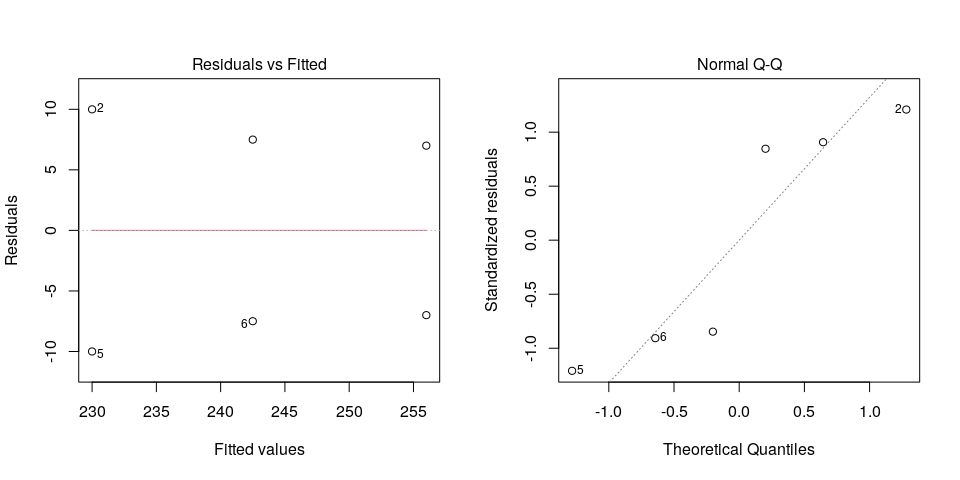 Residuals vs Fitted
Residuals
10
5
0
-5
-10
2
6
5
230 235 240 245 250 255
Fitted values
Normal Q-Q
Standardized residuals
1.0
0.5
0.0
-0.5
-1.0
2
6
5
-1.0 -0.5 0.0 0.5 1.0
Theoretical Quantiles